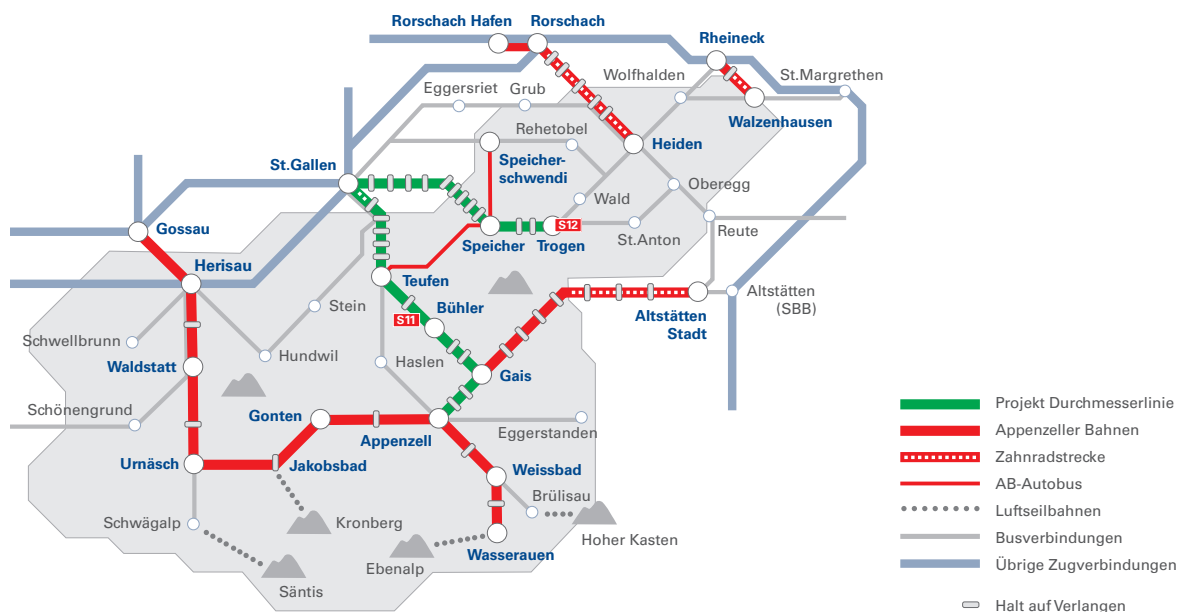 Rorschach Hafen
Rorschach
Rheineck
Wolfhalden
St.Margrethen
Eggersriet
Grub
Walzenhausen
Rehetobel
Heiden
St.Gallen
Speicher-
schwendi
Oberegg
Wald
Gossau
S12
Speicher
Trogen
St.Anton
Reute
Herisau
Teufen
Altstätten
(SBB)
Stein
Bühler
Altstätten
Stadt
S11
Schwellbrunn
Hundwil
Haslen
Waldstatt
Gais
Schönengrund
Gonten
Appenzell
Eggerstanden
Urnäsch
Jakobsbad
Weissbad
Brülisau
Schwägalp
Kronberg
Hoher Kasten
Wasserauen
Ebenalp
Säntis
Projekt Durchmesserlinie
Appenzeller Bahnen
Zahnradstrecke
AB-Autobus
Luftseilbahnen
Busverbindungen
Übrige Zugverbindungen
Halt auf Verlangen